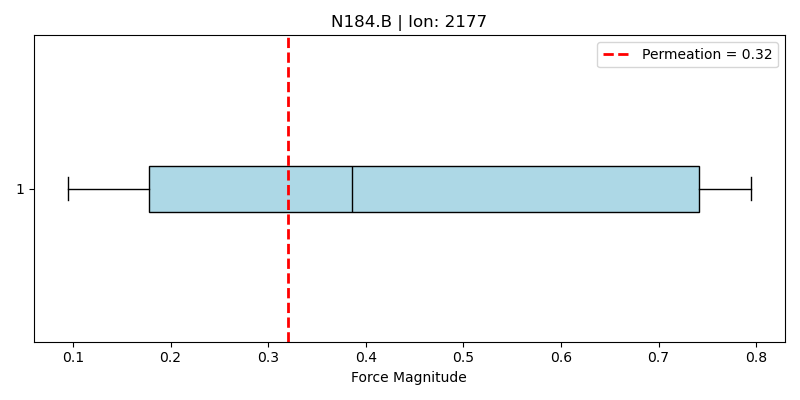 N184.B | Ion: 2177
Permeation = 0.32
1
0.1 0.2 0.3 0.4 0.5 0.6 0.7 0.8
Force Magnitude